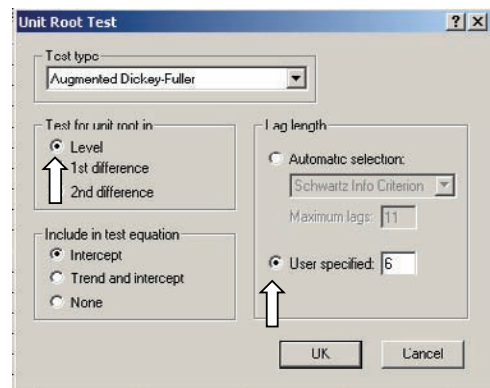 Unit Root Test
Test type
Augmented Dickey-Fuller
Test for unit root in
Level
1st difference
2nd difference
Include in test equation
Intercept
Trend and intercept
None
Lag length
Automatic selection:
Schwartz Info Criterion
Maximum lags: 11
User specified: 6
OK
Cancel